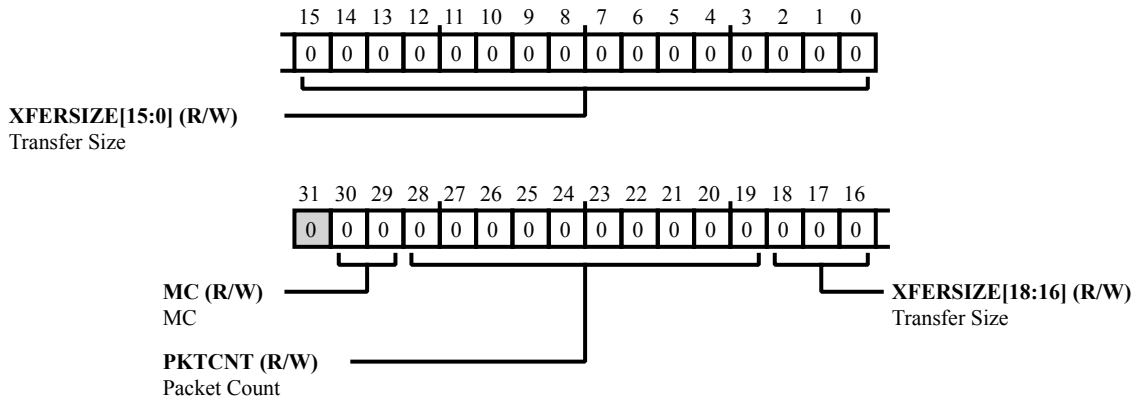 15 14 13 12 11 10 9 8 7 6 5 4 3 2 1 0
0 0 0 0 0 0 0 0 0 0 0 0 0 0 0 0
XFERSIZE[15:0] (R/W)
Transfer Size
31 30 29 28 27 26 25 24 23 22 21 20 19 18 17 16
0 0 0 0 0 0 0 0 0 0 0 0 0 0 0 0
MC (R/W)
MC
XFERSIZE[18:16] (R/W)
Transfer Size
PKTCNT (R/W)
Packet Count